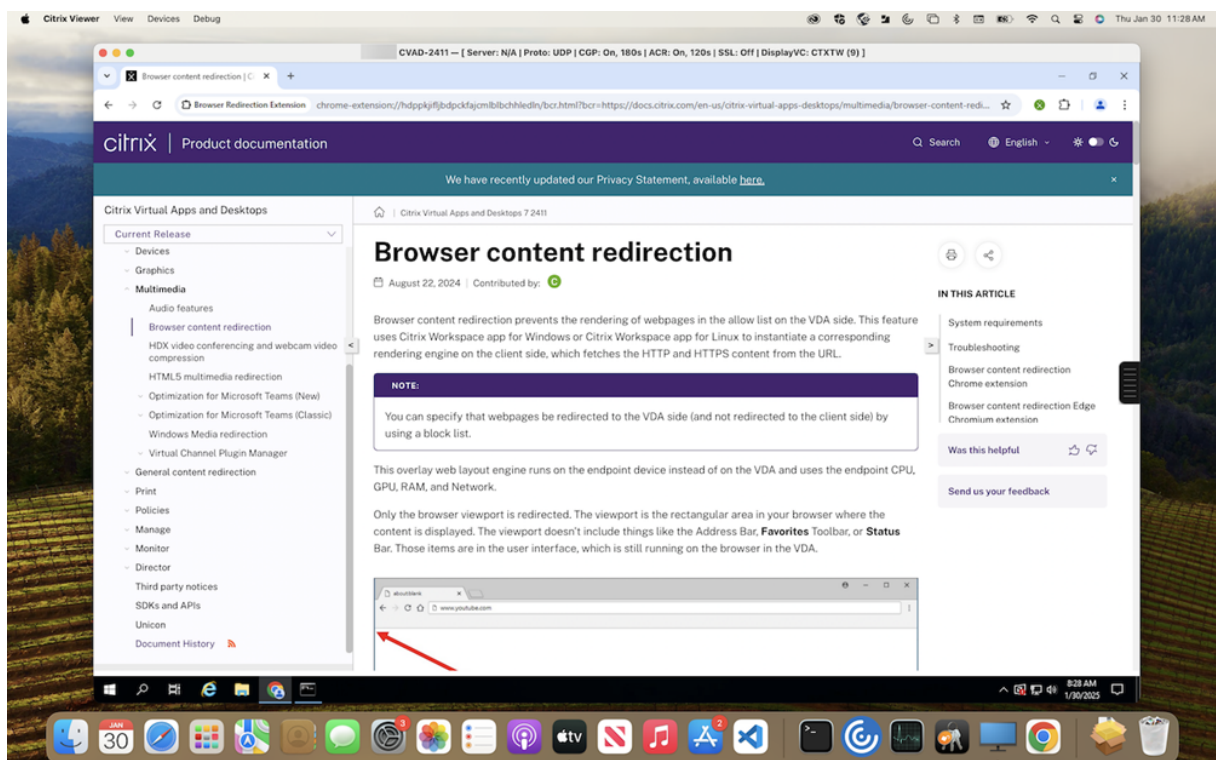 Citrix Viewer View Devices Debug
Thu Jan 30 11:28 AM
CVAD-2411 — [ Server: N/A | Proto: UDP | CGP: On, 180s | ACR: On, 120s | SSL: Off | DisplayVC: CTXTW (9) ]
Browser content redirection | C
Browser Redirection Extension
citrix | Product documentation
Search
English
We have recently updated our Privacy Statement, available here.
Citrix Virtual Apps and Desktops
Current Release
Devices
Graphics
Multimedia
Audio features
Browser content redirection
HDX video conferencing and webcam video
compression
HTML5 multimedia redirection
Optimization for Microsoft Teams (New)
Optimization for Microsoft Teams (Classic)
Windows Media redirection
Virtual Channel Plugin Manager
General content redirection
Print
Policies
Manage
Monitor
Director
Third party notices
SDKs and APIs
Unicon
Document History
Citrix Virtual Apps and Desktops 7 2411
Browser content redirection
August 22, 2024 | Contributed by: C
Browser content redirection prevents the rendering of webpages in the allow list on the VDA side. This feature
uses Citrix Workspace app for Windows or Citrix Workspace app for Linux to instantiate a corresponding
rendering engine on the client side, which fetches the HTTP and HTTPS content from the URL.
NOTE:
You can specify that webpages be redirected to the VDA side (and not redirected to the client side) by
using a block list.
This overlay web layout engine runs on the endpoint device instead of on the VDA and uses the endpoint CPU,
GPU, RAM, and Network.
Only the browser viewport is redirected. The viewport is the rectangular area in your browser where the
content is displayed. The viewport doesn't include things like the Address Bar, Favorites Toolbar, or Status
Bar. Those items are in the user interface, which is still running on the browser in the VDA.
about:blank
www.youtube.com
IN THIS ARTICLE
System requirements
Troubleshooting
Browser content redirection
Chrome extension
Browser content redirection Edge
Chromium extension
Was this helpful
Send us your feedback
8:28 AM
1/30/2025
JAN
30
3
tv
2